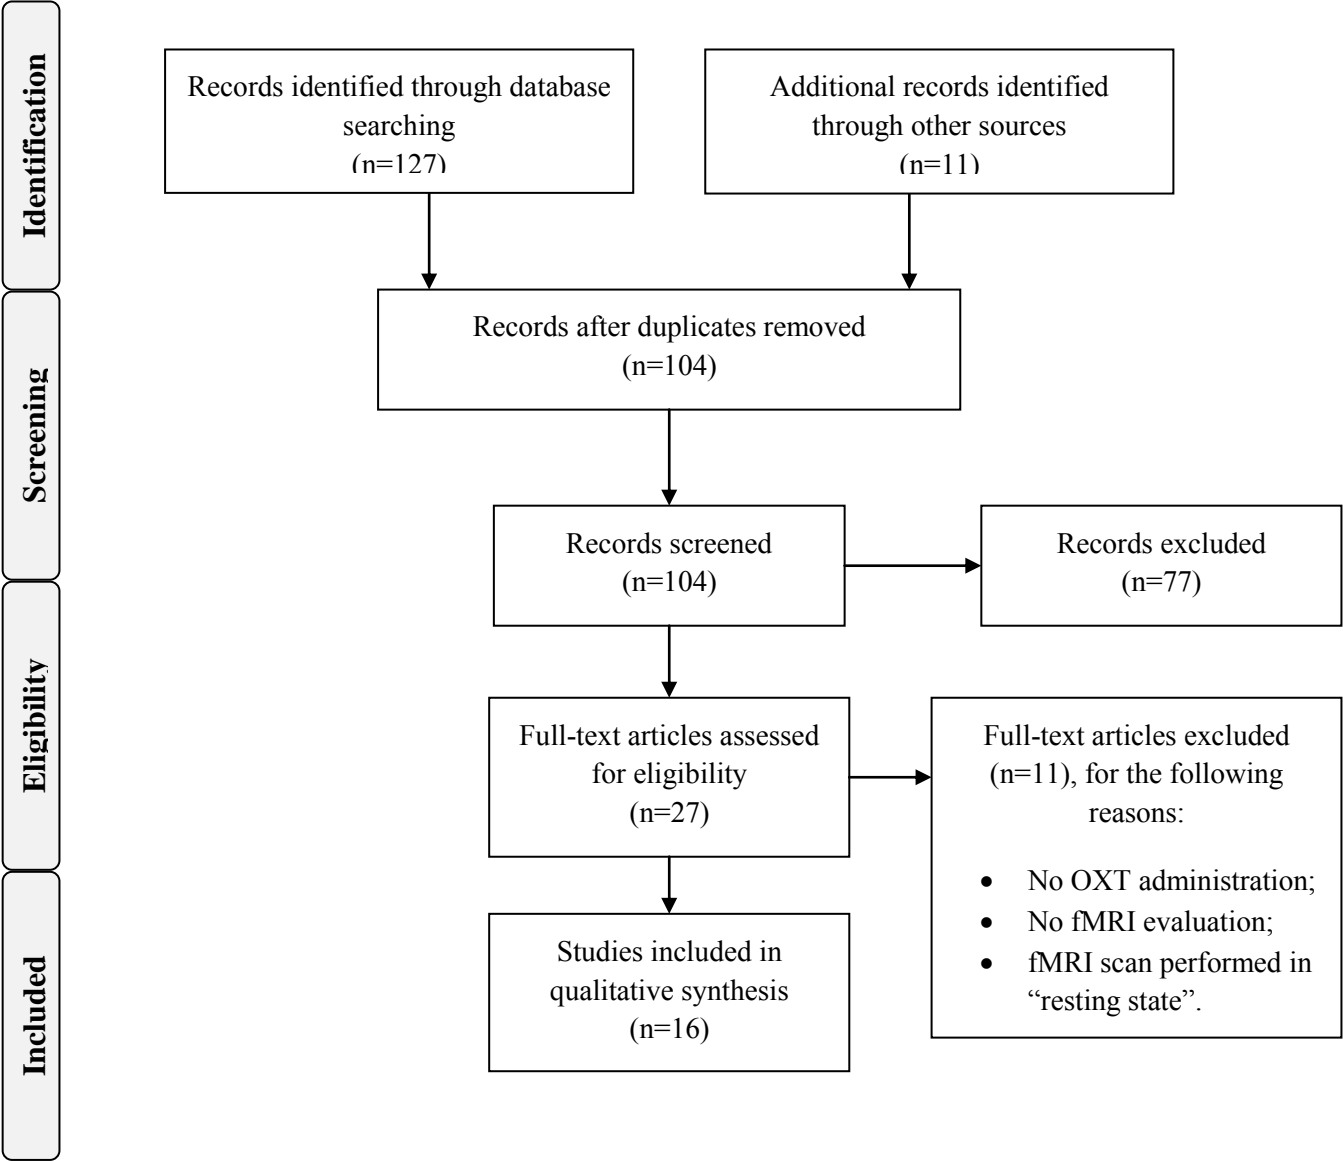 Identification
Records identified through database
searching
(n=127)
Additional records identified
through other sources
(n=11)
Records after duplicates removed
(n=104)
Screening
Records screened
(n=104)
Records excluded
(n=77)
Eligibility
Full-text articles assessed
for eligibility
(n=27)
Full-text articles excluded
(n=11), for the following
reasons:
• No OXT administration;
• No fMRI evaluation;
• fMRI scan performed in
“resting state”.
Included
Studies included in
qualitative synthesis
(n=16)